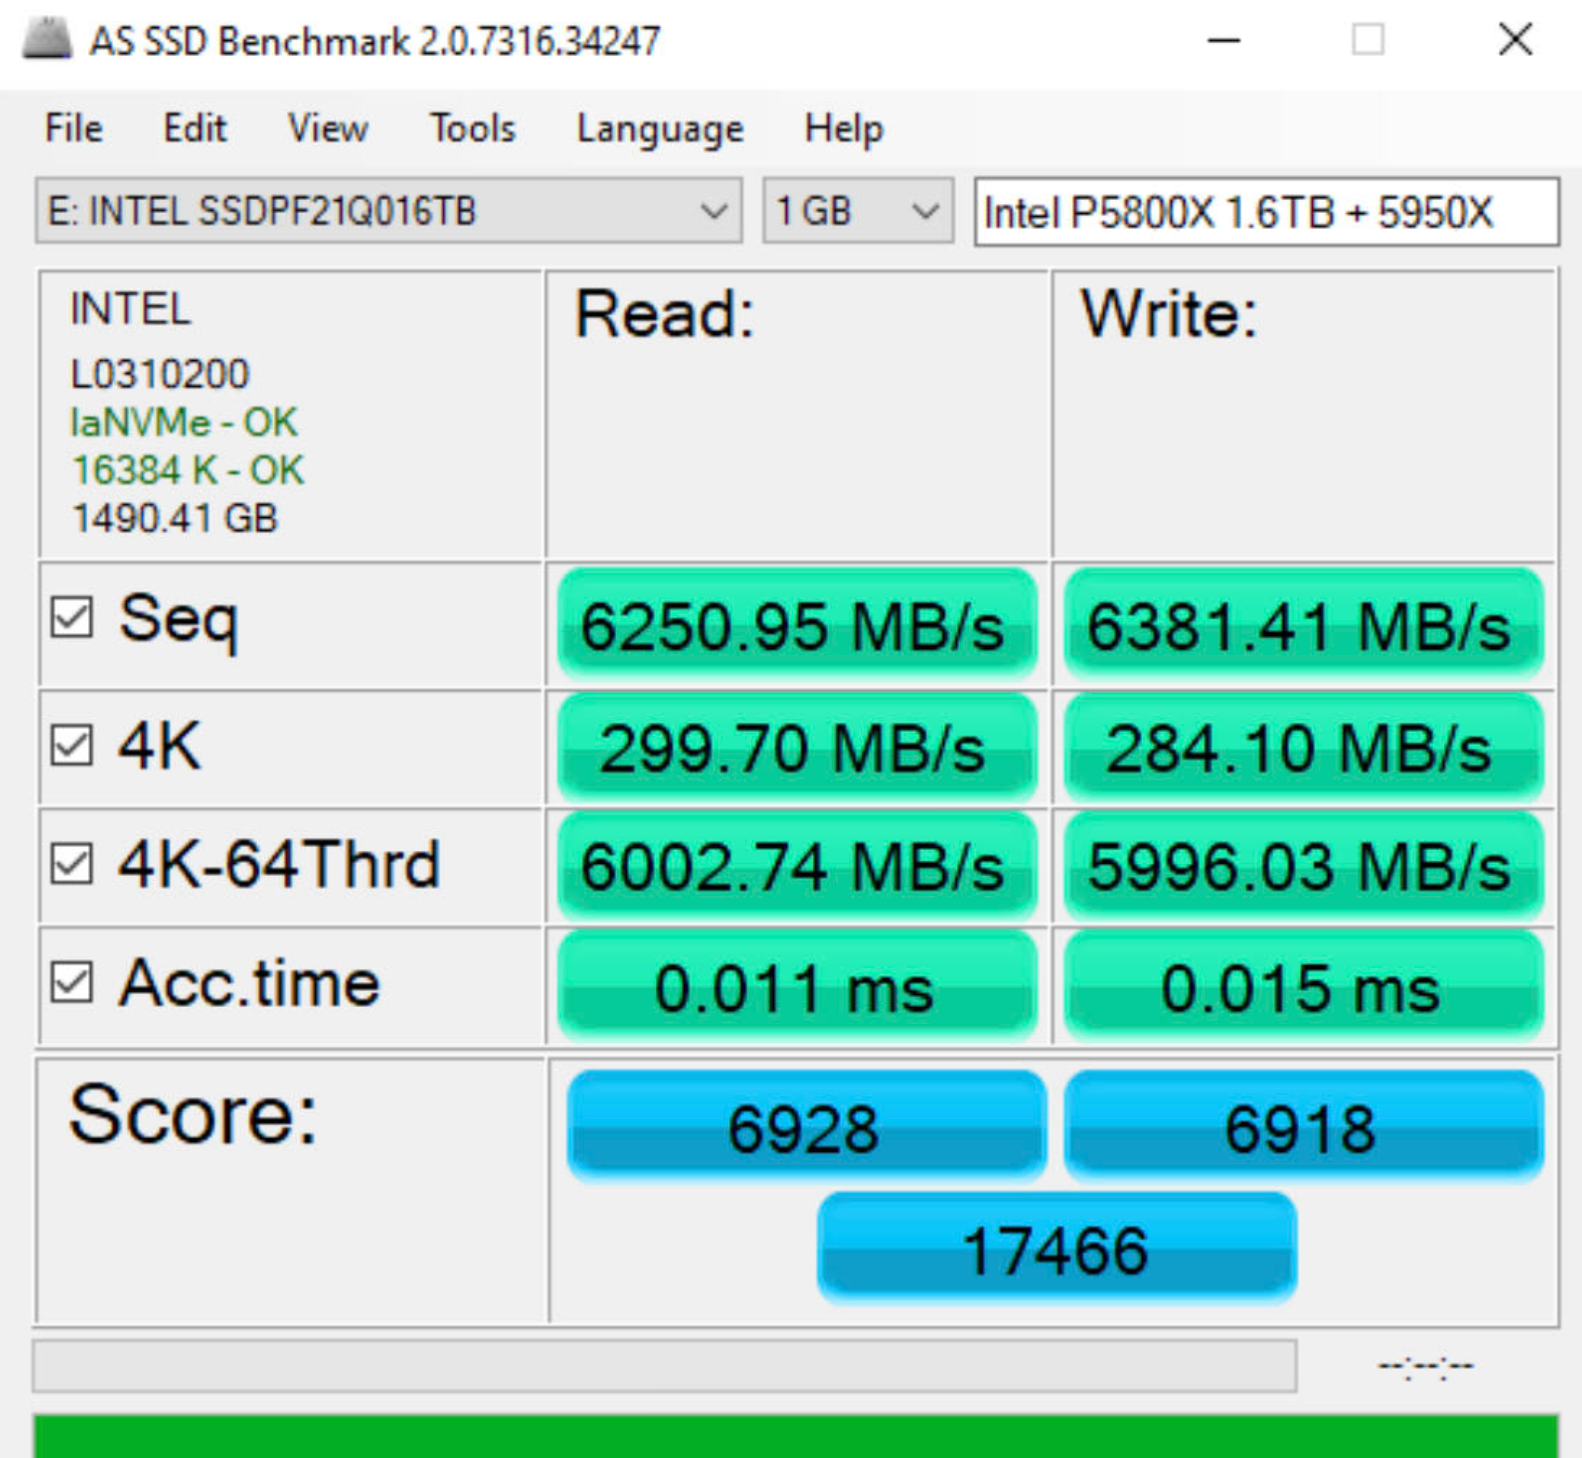 AS SSD Benchmark 2.0.7316.34247
File Edit View Tools Language Help
E: INTEL SSDPF21Q016TB 1 GB Intel P5800X 1.6TB + 5950X
INTEL
L0310200
IaNVMe - OK
16384 K - OK
1490.41 GB
Read: Write:
Seq 6250.95 MB/s 6381.41 MB/s
4K 299.70 MB/s 284.10 MB/s
4K-64Thrd 6002.74 MB/s 5996.03 MB/s
Acc.time 0.011 ms 0.015 ms
Score: 6928 6918
17466
--:--:--